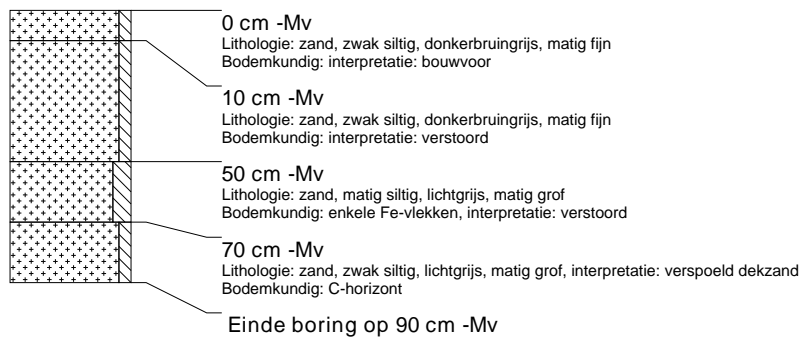 0 cm -Mv
Lithologie: zand, zwak siltig, donkerbruingrijs, matig fijn
Bodemkundig: interpretatie: bouwvoor
10 cm -Mv
Lithologie: zand, zwak siltig, donkerbruingrijs, matig fijn
Bodemkundig: interpretatie: verstoord
50 cm -Mv
Lithologie: zand, matig siltig, lichtgrijs, matig grof
Bodemkundig: enkele Fe-vlekken, interpretatie: verstoord
70 cm -Mv
Lithologie: zand, zwak siltig, lichtgrijs, matig grof, interpretatie: verspoeld dekzand
Bodemkundig: C-horizont
Einde boring op 90 cm -Mv